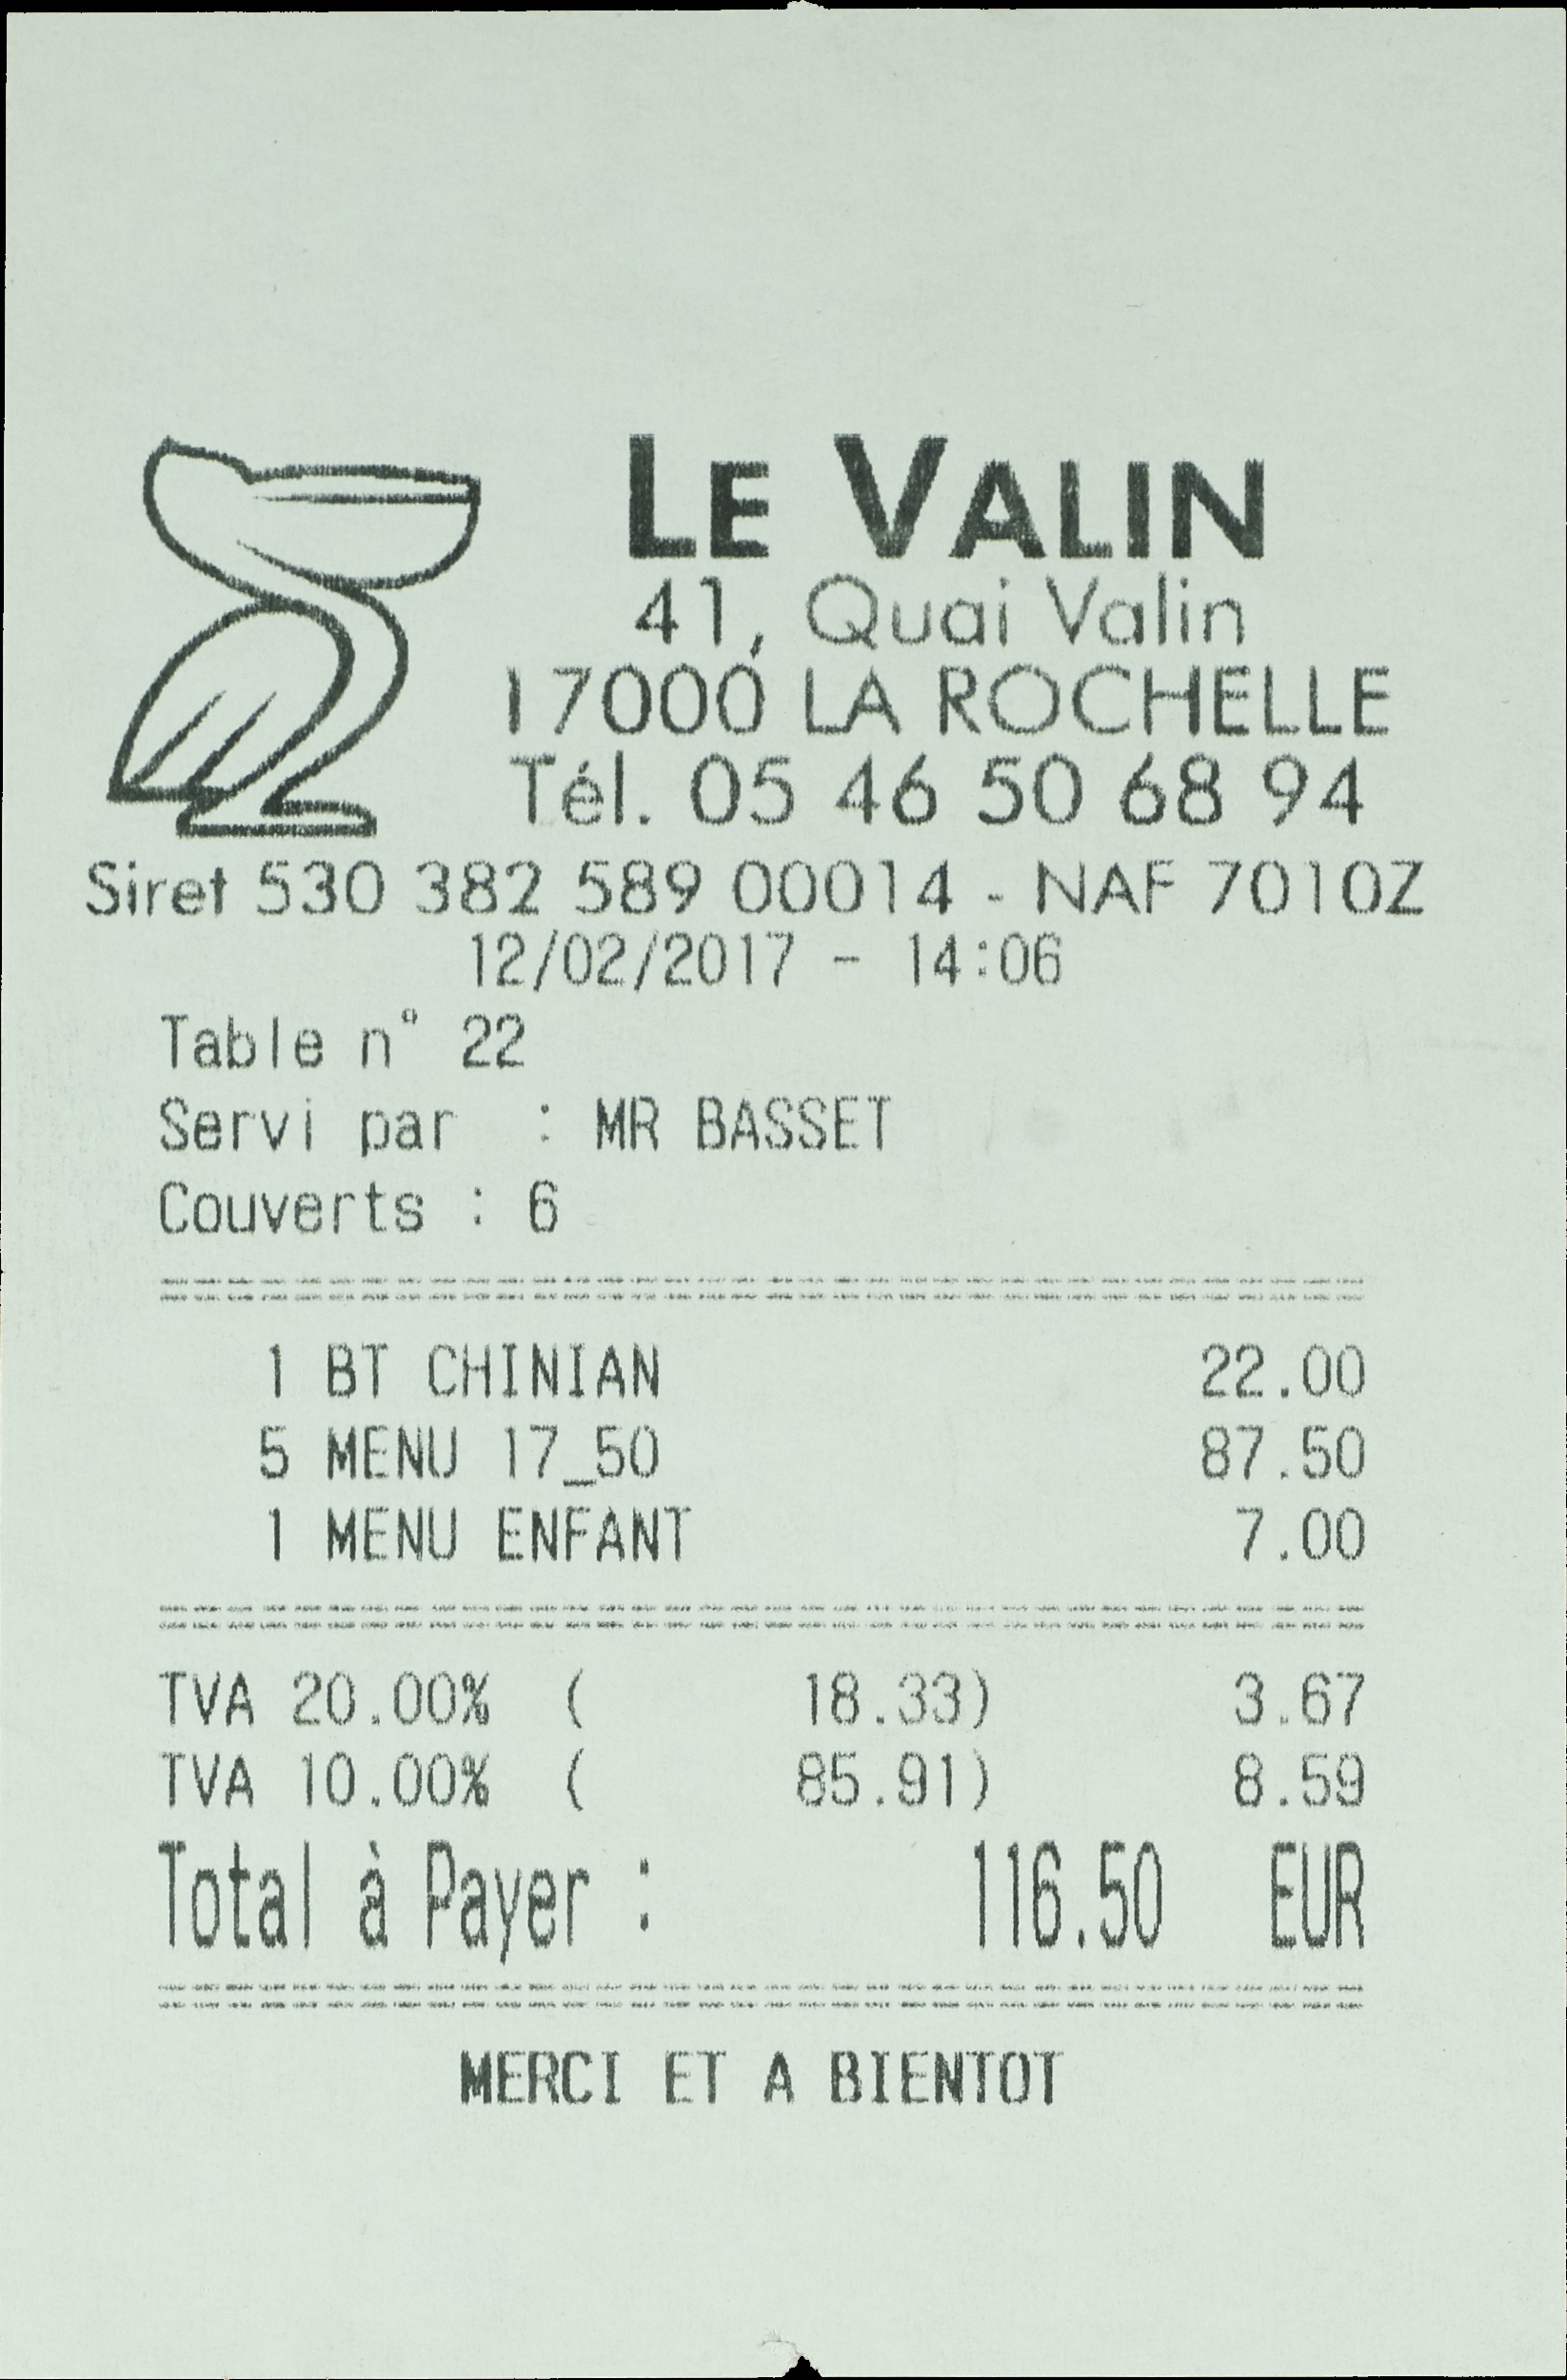 LE VALIN
41, Quai Valin
17000 LA ROCHELLE
Tél. 05 46 50 68 94
Siret 530 382 589 00014 - NAF 7010Z
12/02/2017 - 14:06
Table n° 22
Servi par : MR BASSET
Couverts : 6
1 BT CHINIAN 22.00
5 MENU 17_50 87.50
1 MENU ENFANT 7.00
TVA 20.00% ( 18.33) 3.67
TVA 10.00% ( 85.91) 8.59
Total à Payer : 116.50 EUR
MERCI ET A BIENTOT